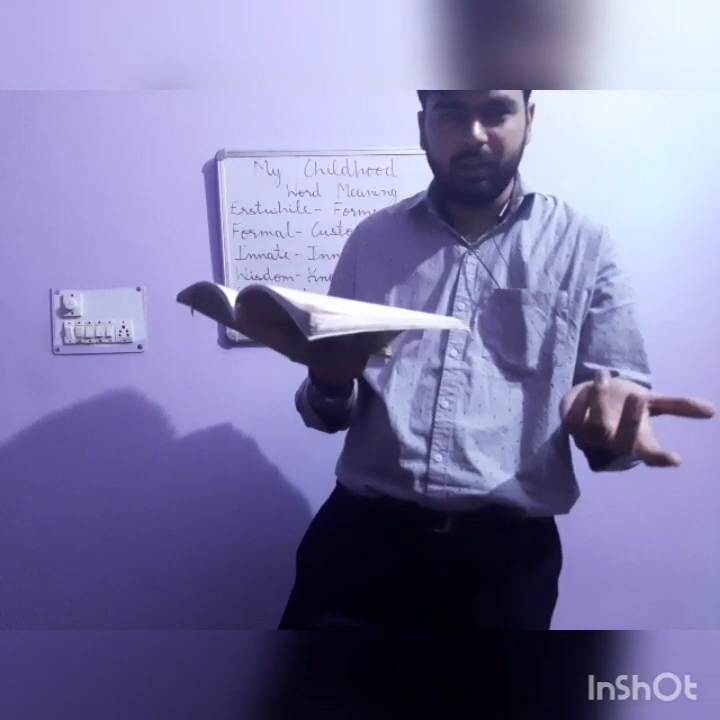 My Childhood
Word Meaning
Erstwhile - Form
Formal - Custo
Innate - Inn
Wisdom - Kn
InShOt